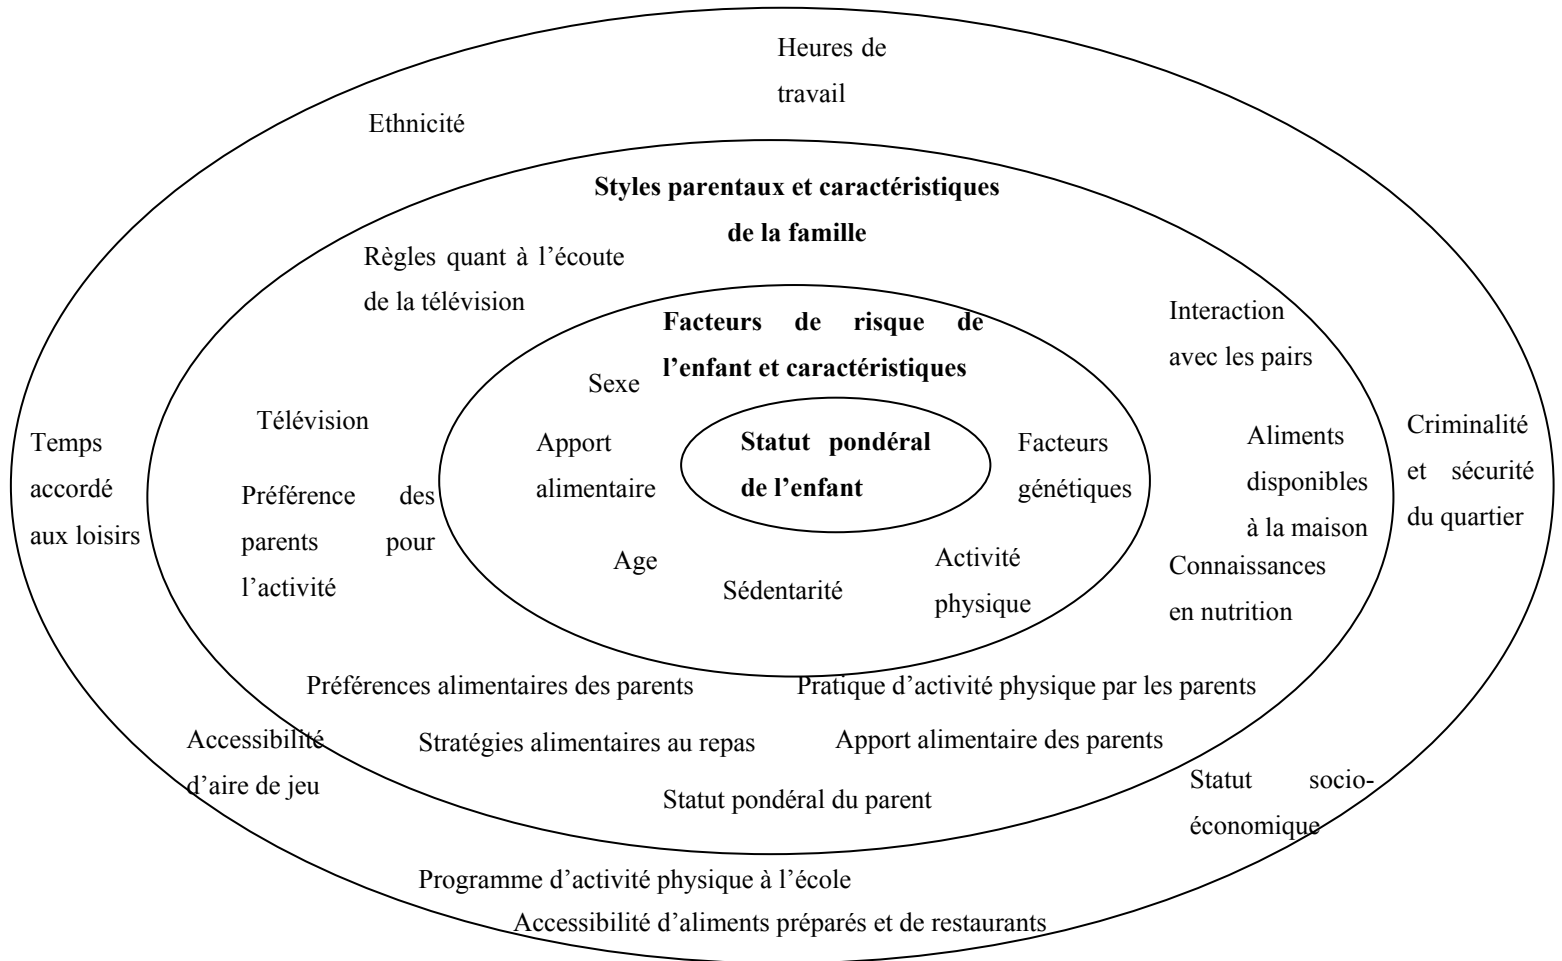 Heures de
travail
Ethnicité
Styles parentaux et caractéristiques
de la famille
Règles quant à l’écoute
de la télévision
Facteurs de risque de
l’enfant et caractéristiques
Interaction
avec les pairs
Sexe
Télévision
Temps
accordé
aux loisirs
Apport
alimentaire
Statut pondéral
de l’enfant
Facteurs
génétiques
Aliments
disponibles
à la maison
Criminalité
et sécurité
du quartier
Préférence des
parents pour
l’activité
Age
Sédentarité
Activité
physique
Connaissances
en nutrition
Préférences alimentaires des parents
Pratique d’activité physique par les parents
Accessibilité
d’aire de jeu
Stratégies alimentaires au repas
Apport alimentaire des parents
Statut pondéral du parent
Statut socio-
économique
Programme d’activité physique à l’école
Accessibilité d’aliments préparés et de restaurants